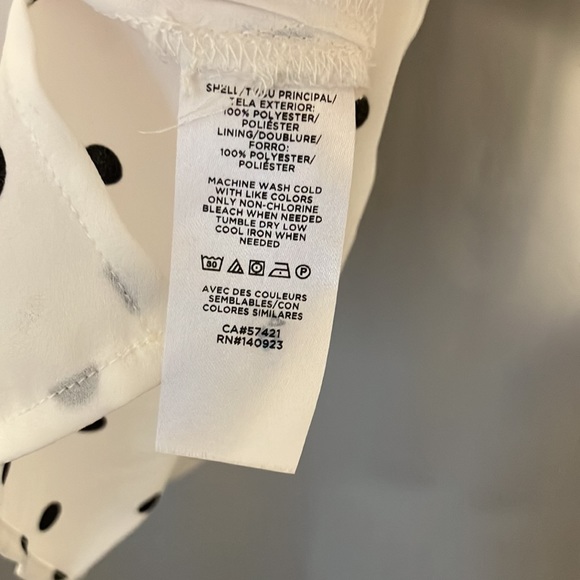 SHELL/TISSU PRINCIPAL/
TELA EXTERIOR:
100% POLYESTER/
POLIÉSTER
LINING/DOUBLURE/
FORRO:
100% POLYESTER/
POLIÉSTER
MACHINE WASH COLD
WITH LIKE COLORS
ONLY NON-CHLORINE
BLEACH WHEN NEEDED
TUMBLE DRY LOW
COOL IRON WHEN
NEEDED
30 P
AVEC DES COULEURS
SEMBLABLES/CON
COLORES SIMILARES
CA#57421
RN#140923